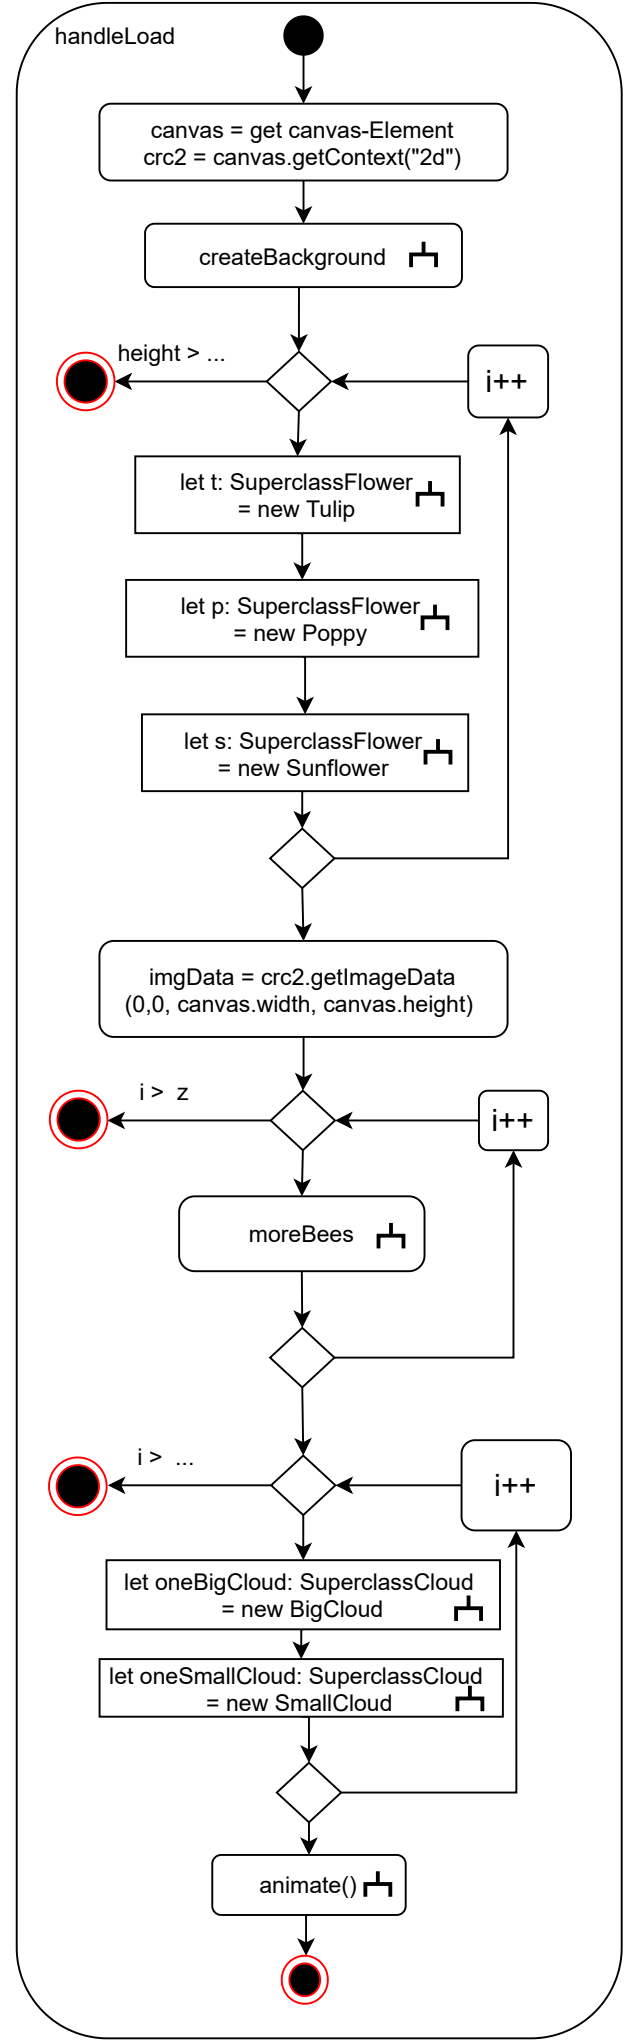 handleLoad
canvas = get canvas-Element
crc2 = canvas.getContext("2d")
createBackground
height > ...
i++
let t: SuperclassFlower
= new Tulip
let p: SuperclassFlower
= new Poppy
let s: SuperclassFlower
= new Sunflower
imgData = crc2.getImageData
(0,0, canvas.width, canvas.height)
i > z
i++
moreBees
i > ...
i++
let oneBigCloud: SuperclassCloud
= new BigCloud
let oneSmallCloud: SuperclassCloud
= new SmallCloud
animate()